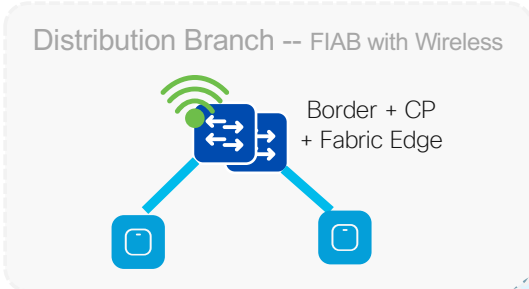 Distribution Branch -- FIAB with Wireless
Border + CP
+ Fabric Edge